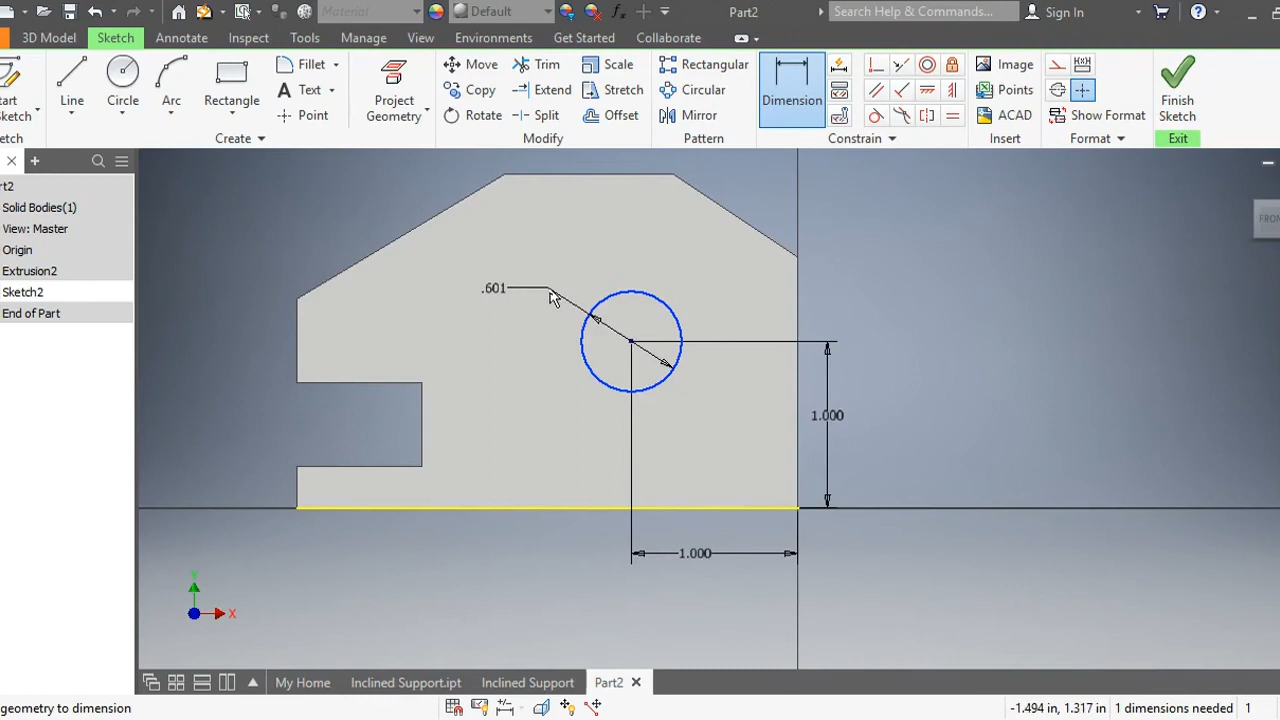 Material Default fx Part2 Search Help & Commands... Sign In
3D Model Sketch Annotate Inspect Tools Manage View Environments Get Started Collaborate
Fillet Move Trim Scale Rectangular Image
Line Circle Arc Rectangle Text Project Geometry Copy Extend Stretch Circular Dimension Points Finish Sketch
Point Rotate Split Offset Mirror ACAD Show Format
Create Modify Pattern Constrain Insert Format Exit
Solid Bodies(1)
View: Master
Origin
Extrusion2
Sketch2
End of Part
.601
1.000
1.000
Y
X
My Home Inclined Support.ipt Inclined Support Part2
geometry to dimension -1.494 in, 1.317 in 1 dimensions needed 1